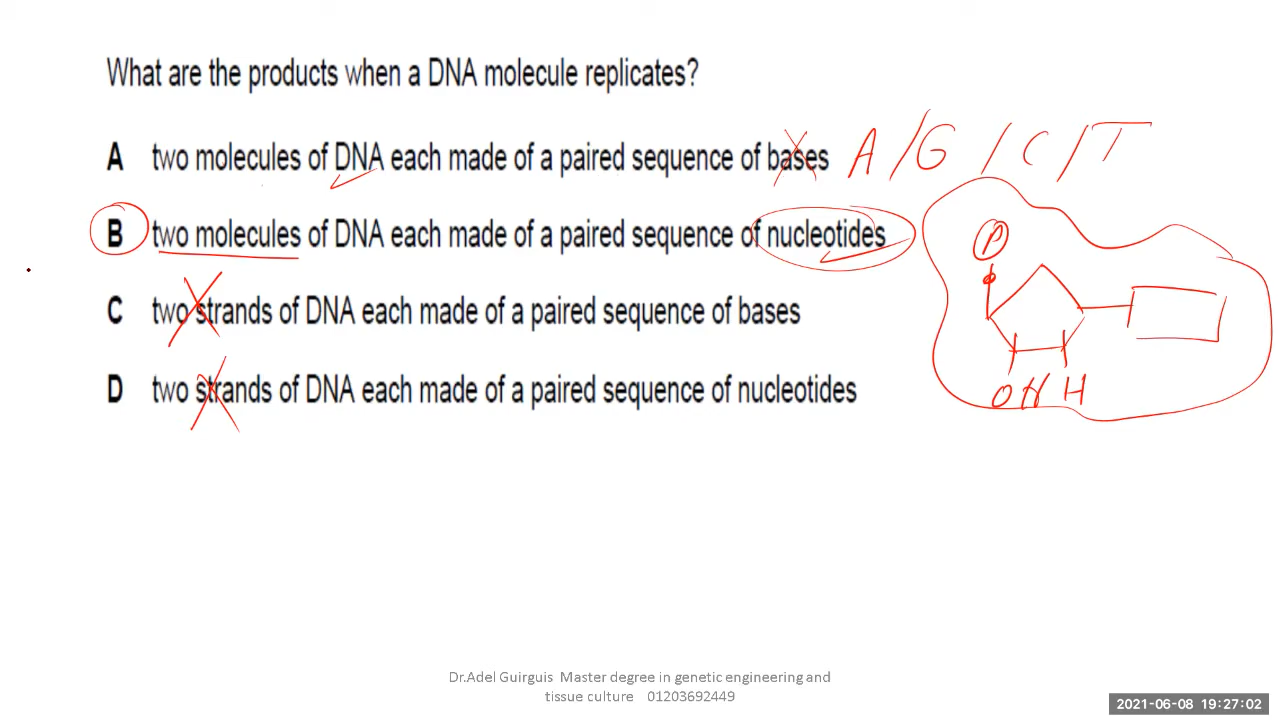 What are the products when a DNA molecule replicates?
A two molecules of DNA each made of a paired sequence of bases A/G/C/T
B two molecules of DNA each made of a paired sequence of nucleotides
P
C two strands of DNA each made of a paired sequence of bases
D two strands of DNA each made of a paired sequence of nucleotides
OH H
Dr.Adel Guirguis Master degree in genetic engineering and
tissue culture 01203692449
2021-06-08 19:27:02